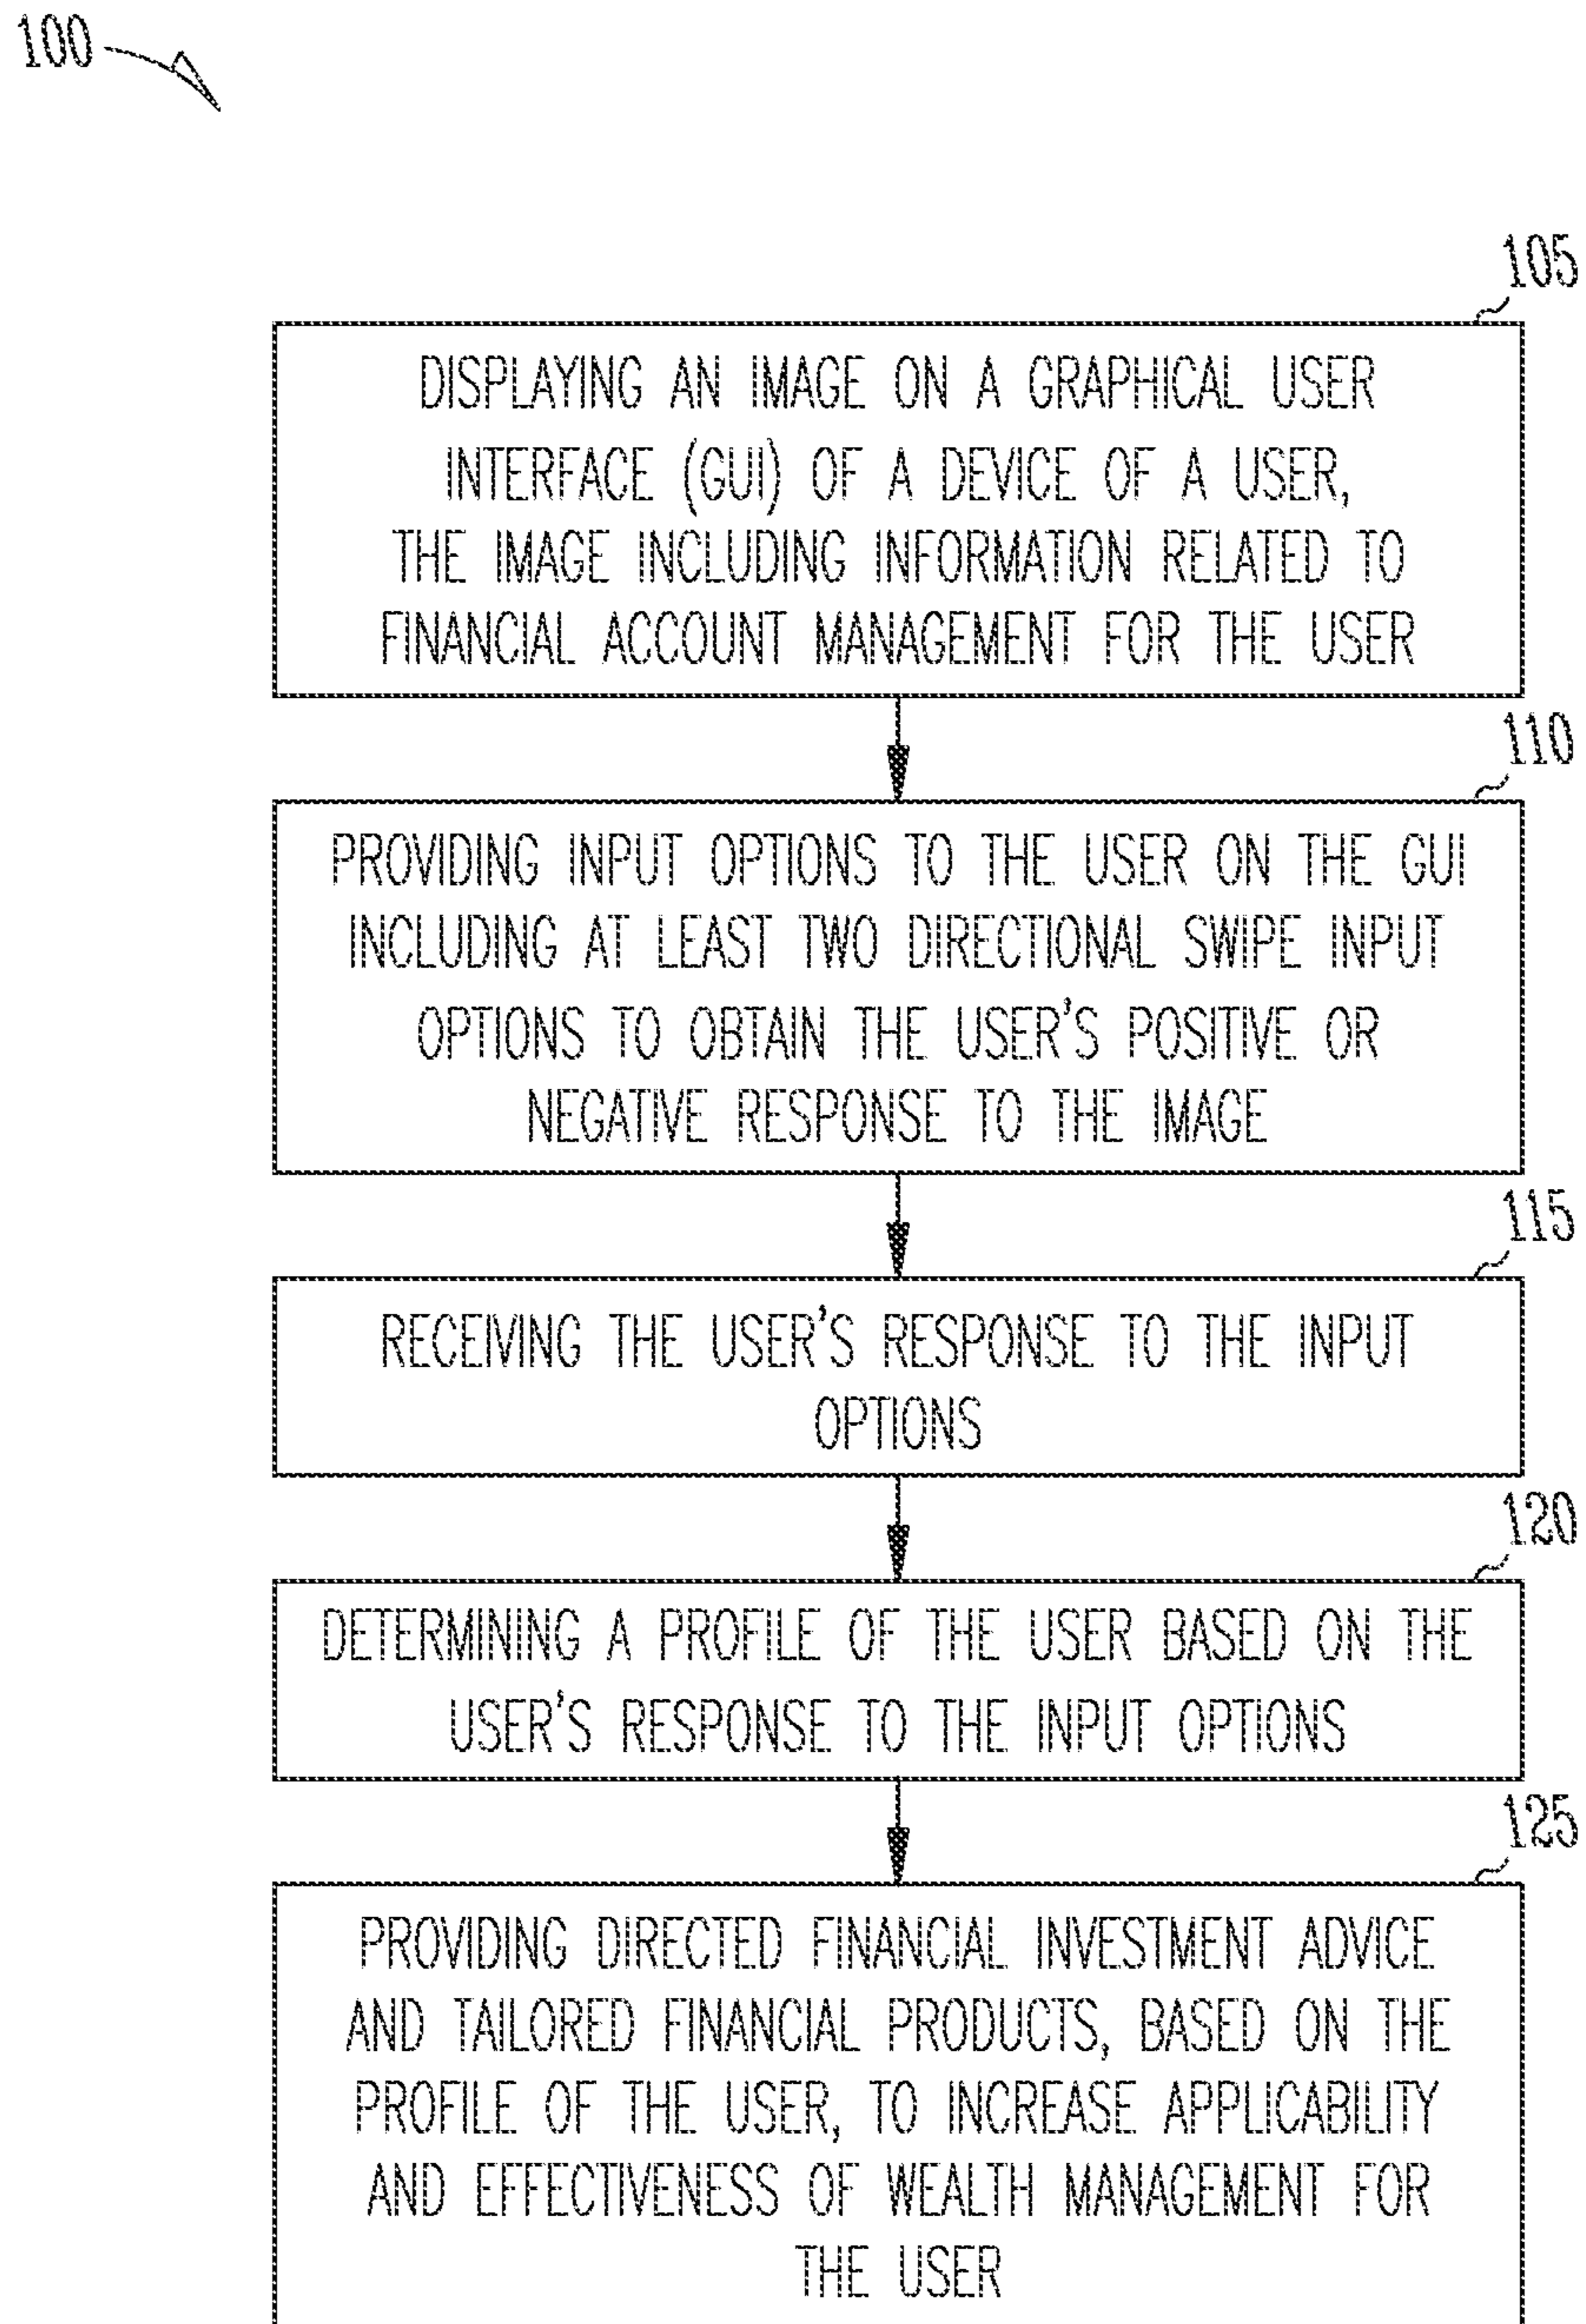 100
105
DISPLAYING AN IMAGE ON A GRAPHICAL USER
INTERFACE (GUI) OF A DEVICE OF A USER,
THE IMAGE INCLUDING INFORMATION RELATED TO
FINANCIAL ACCOUNT MANAGEMENT FOR THE USER
110
PROVIDING INPUT OPTIONS TO THE USER ON THE GUI
INCLUDING AT LEAST TWO DIRECTIONAL SWIPE INPUT
OPTIONS TO OBTAIN THE USER'S POSITIVE OR
NEGATIVE RESPONSE TO THE IMAGE
115
RECEIVING THE USER'S RESPONSE TO THE INPUT
OPTIONS
120
DETERMINING A PROFILE OF THE USER BASED ON THE
USER'S RESPONSE TO THE INPUT OPTIONS
125
PROVIDING DIRECTED FINANCIAL INVESTMENT ADVICE
AND TAILORED FINANCIAL PRODUCTS, BASED ON THE
PROFILE OF THE USER, TO INCREASE APPLICABILITY
AND EFFECTIVENESS OF WEALTH MANAGEMENT FOR
THE USER